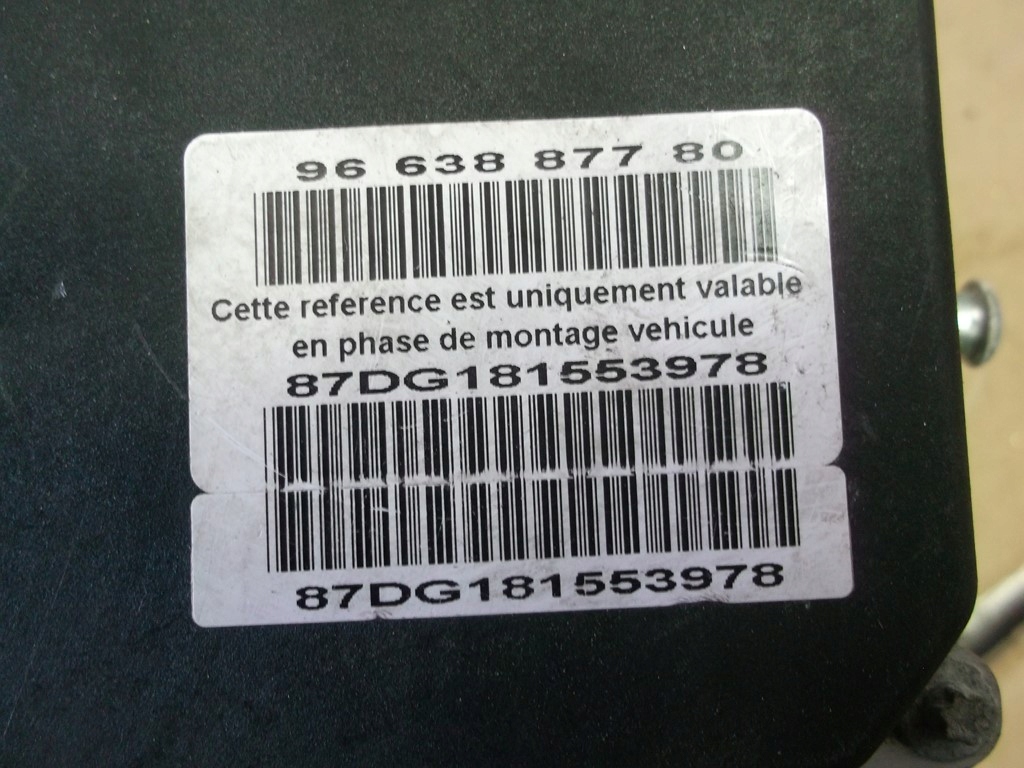 96 638 877 80
Cette reference est uniquement valable
en phase de montage vehicule
87DG181553978
87DG181553978